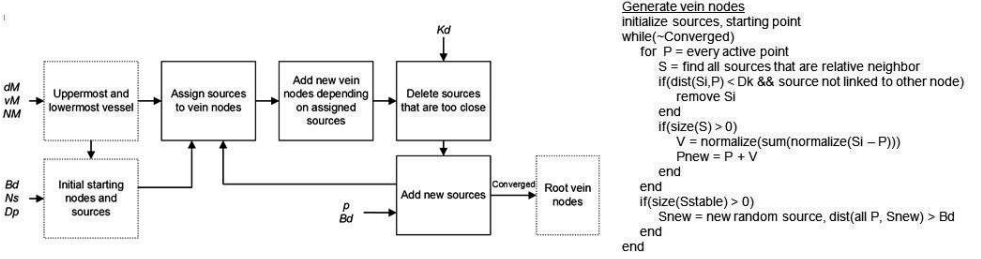 Kd
dM
vM
NM
Uppermost and
lowermost vessel
Assign sources
to vein nodes
Add new vein
nodes depending
on assigned
sources
Delete sources
that are too close
Bd
Ns
Dp
Initial starting
nodes and
sources
p
Bd
Add new sources
Converged
Root vein
nodes
Generate vein nodes
initialize sources, starting point
while(~Converged)
for P = every active point
S = find all sources that are relative neighbor
if(dist(Si,P) < Dk && source not linked to other node)
remove Si
end
if(size(S) > 0)
V = normalize(sum(normalize(Si – P)))
Pnew = P + V
end
end
if(size(Sstable) > 0)
Snew = new random source, dist(all P, Snew) > Bd
end
end